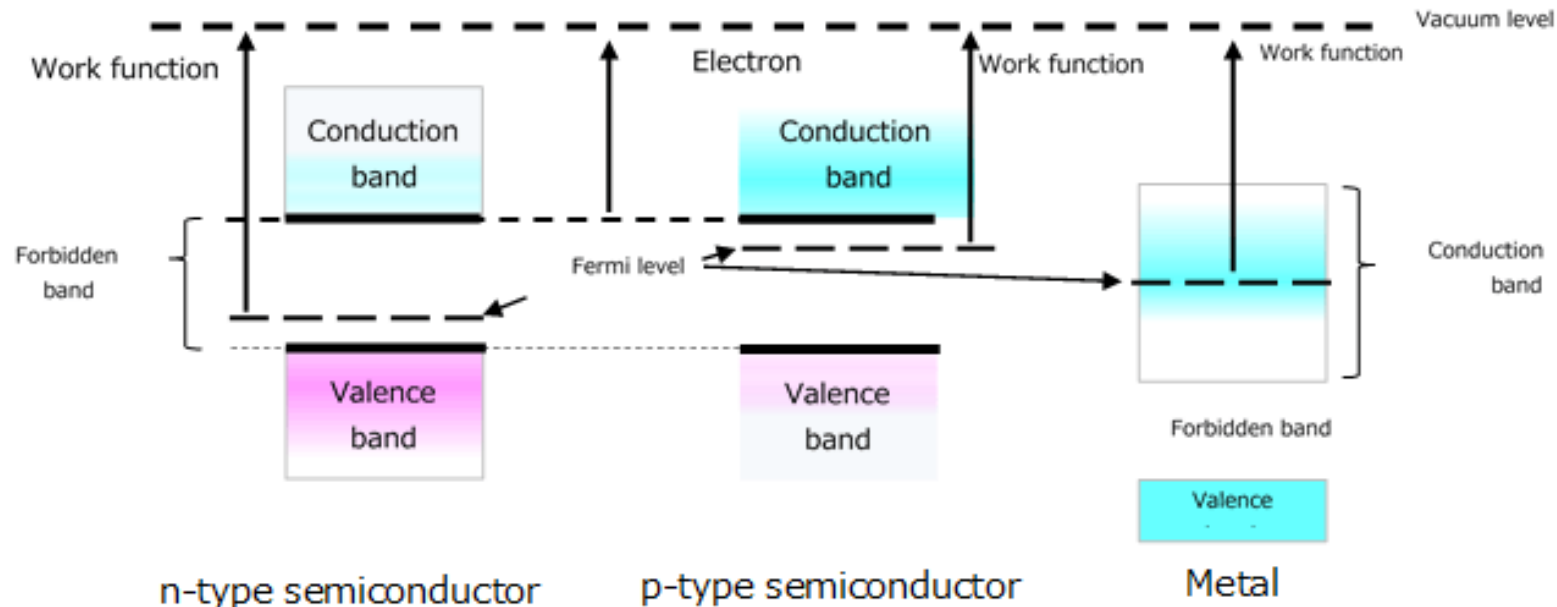 Vacuum level
Work function
Electron
Work function
Work function
Conduction
band
Conduction
band
Forbidden
band
Fermi level
Conduction
band
Valence
band
Valence
band
Forbidden band
Valence
n-type semiconductor
p-type semiconductor
Metal